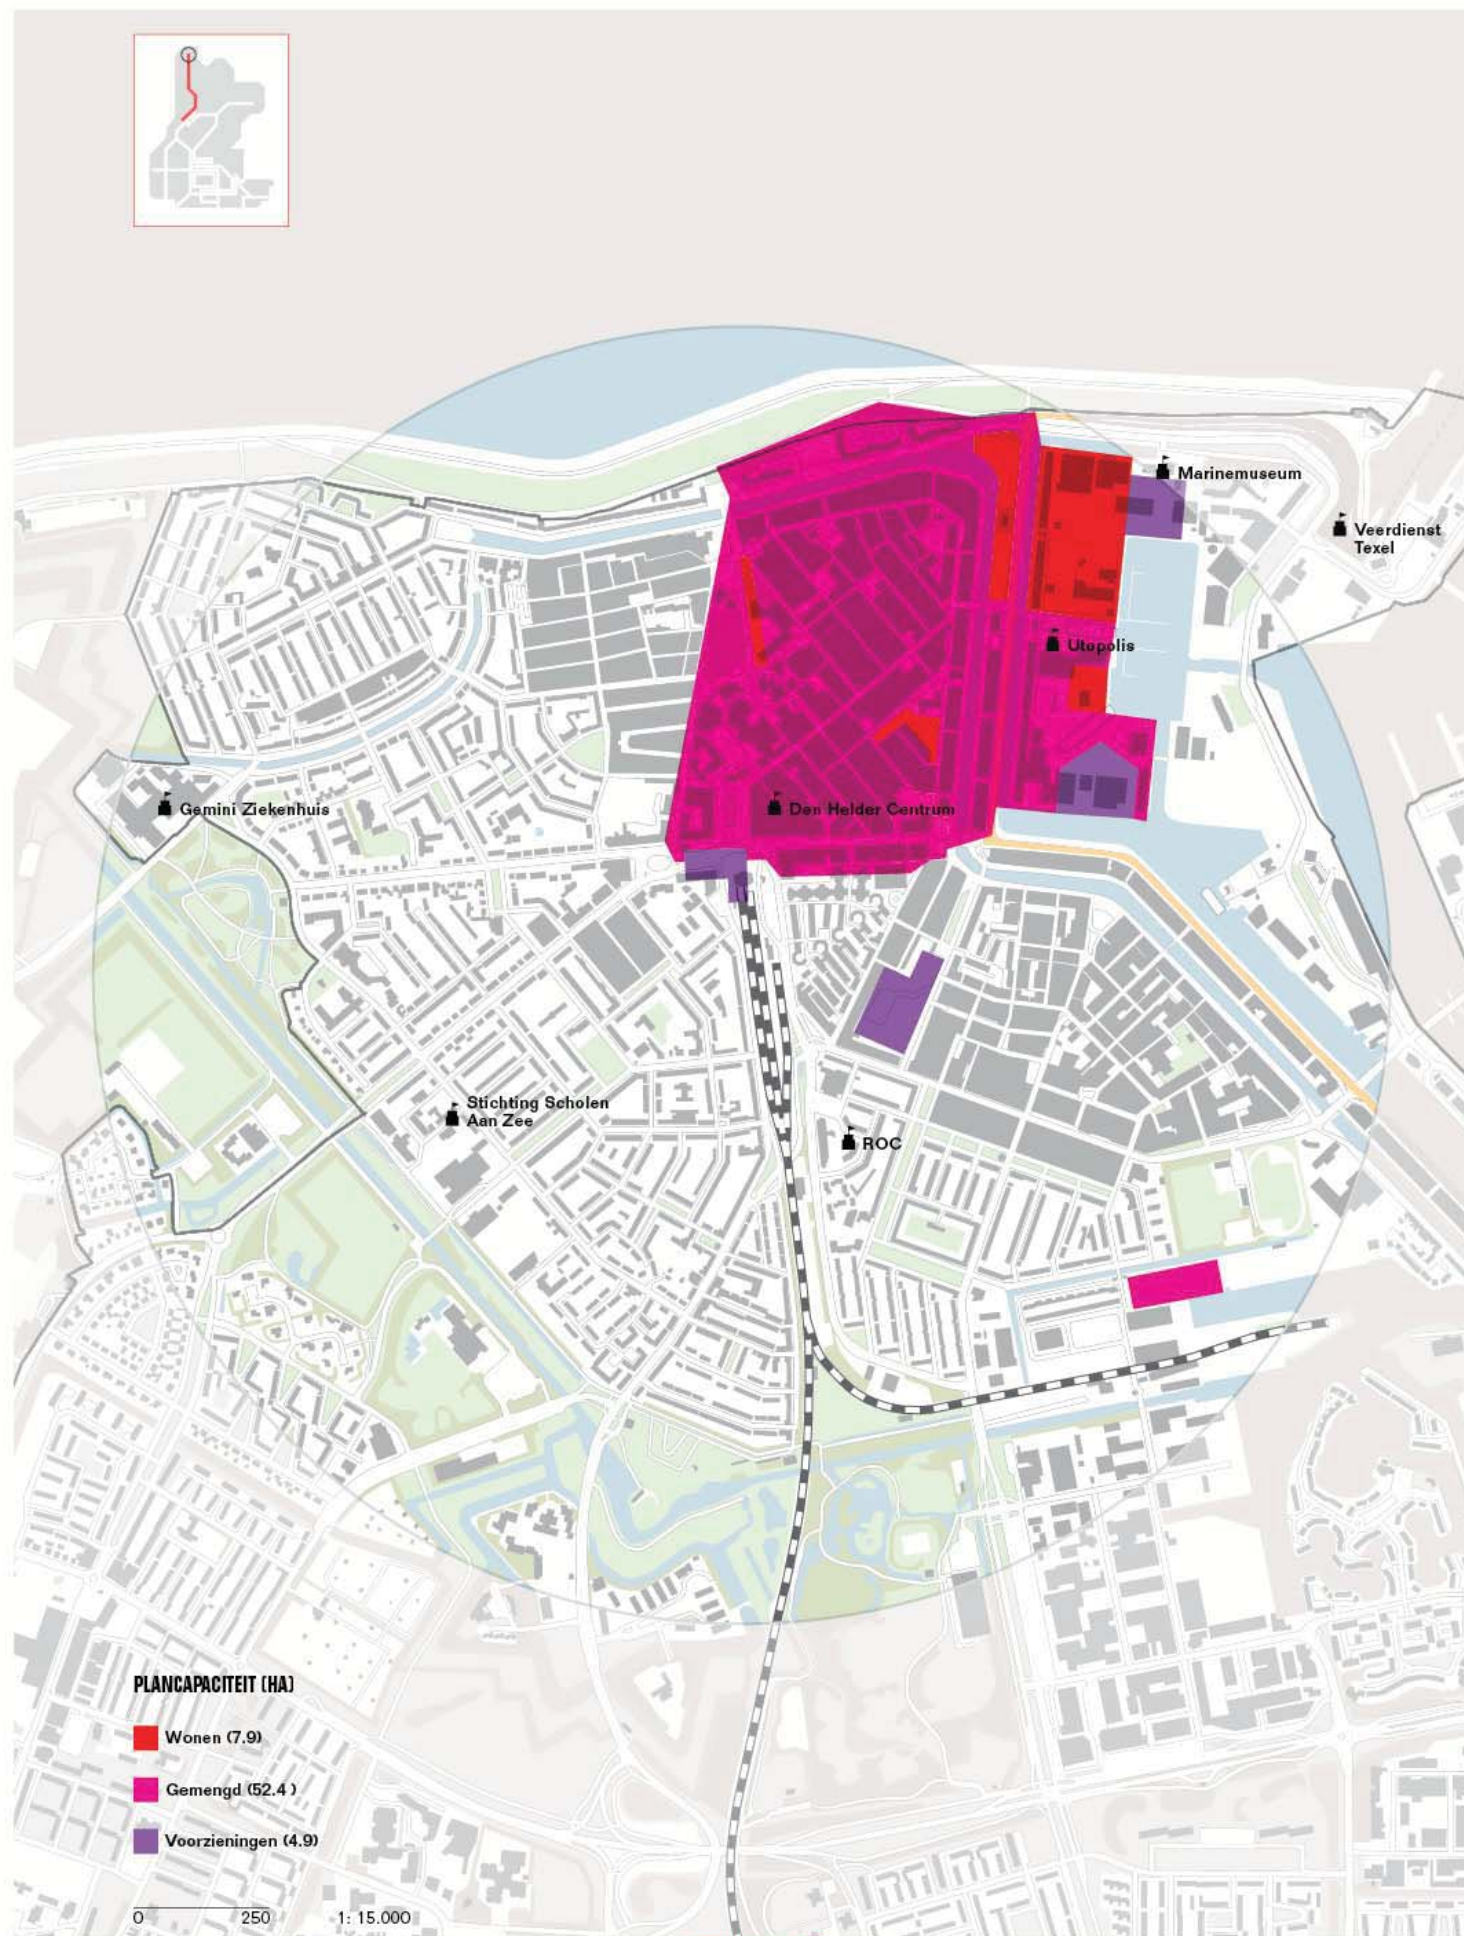 Marinemuseum
Veerdienst
Texel
Utopolis
Gemini Ziekenhuis
Den Helder Centrum
Stichting Scholen
Aan Zee
ROC
PLANCAPACITEIT (HA)
Wonen (7.9)
Gemengd (52.4 )
Voorzieningen (4.9)
0 250 1: 15.000